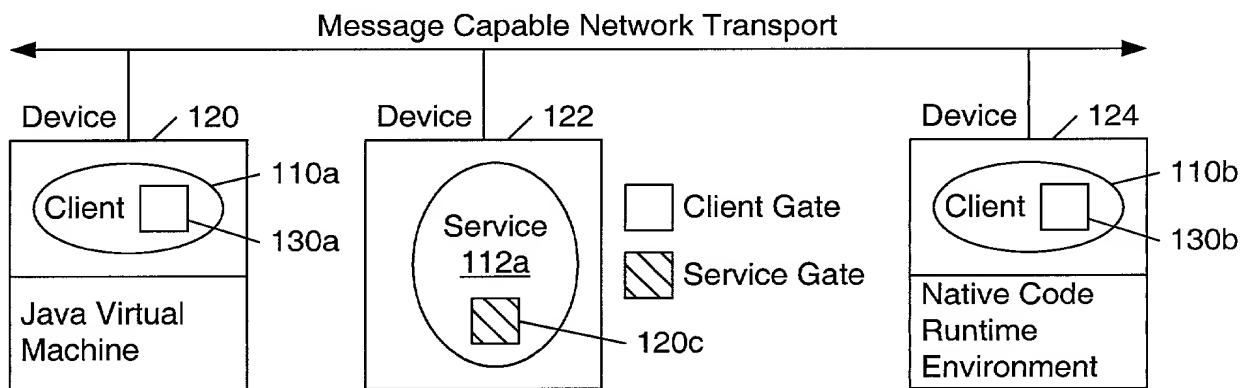 Message Capable Network Transport
Device 120
Device 122
Device 124
110a
Client
130a
Java Virtual
Machine
Service
112a
120c
Client Gate
Service Gate
110b
Client
130b
Native Code
Runtime
Environment